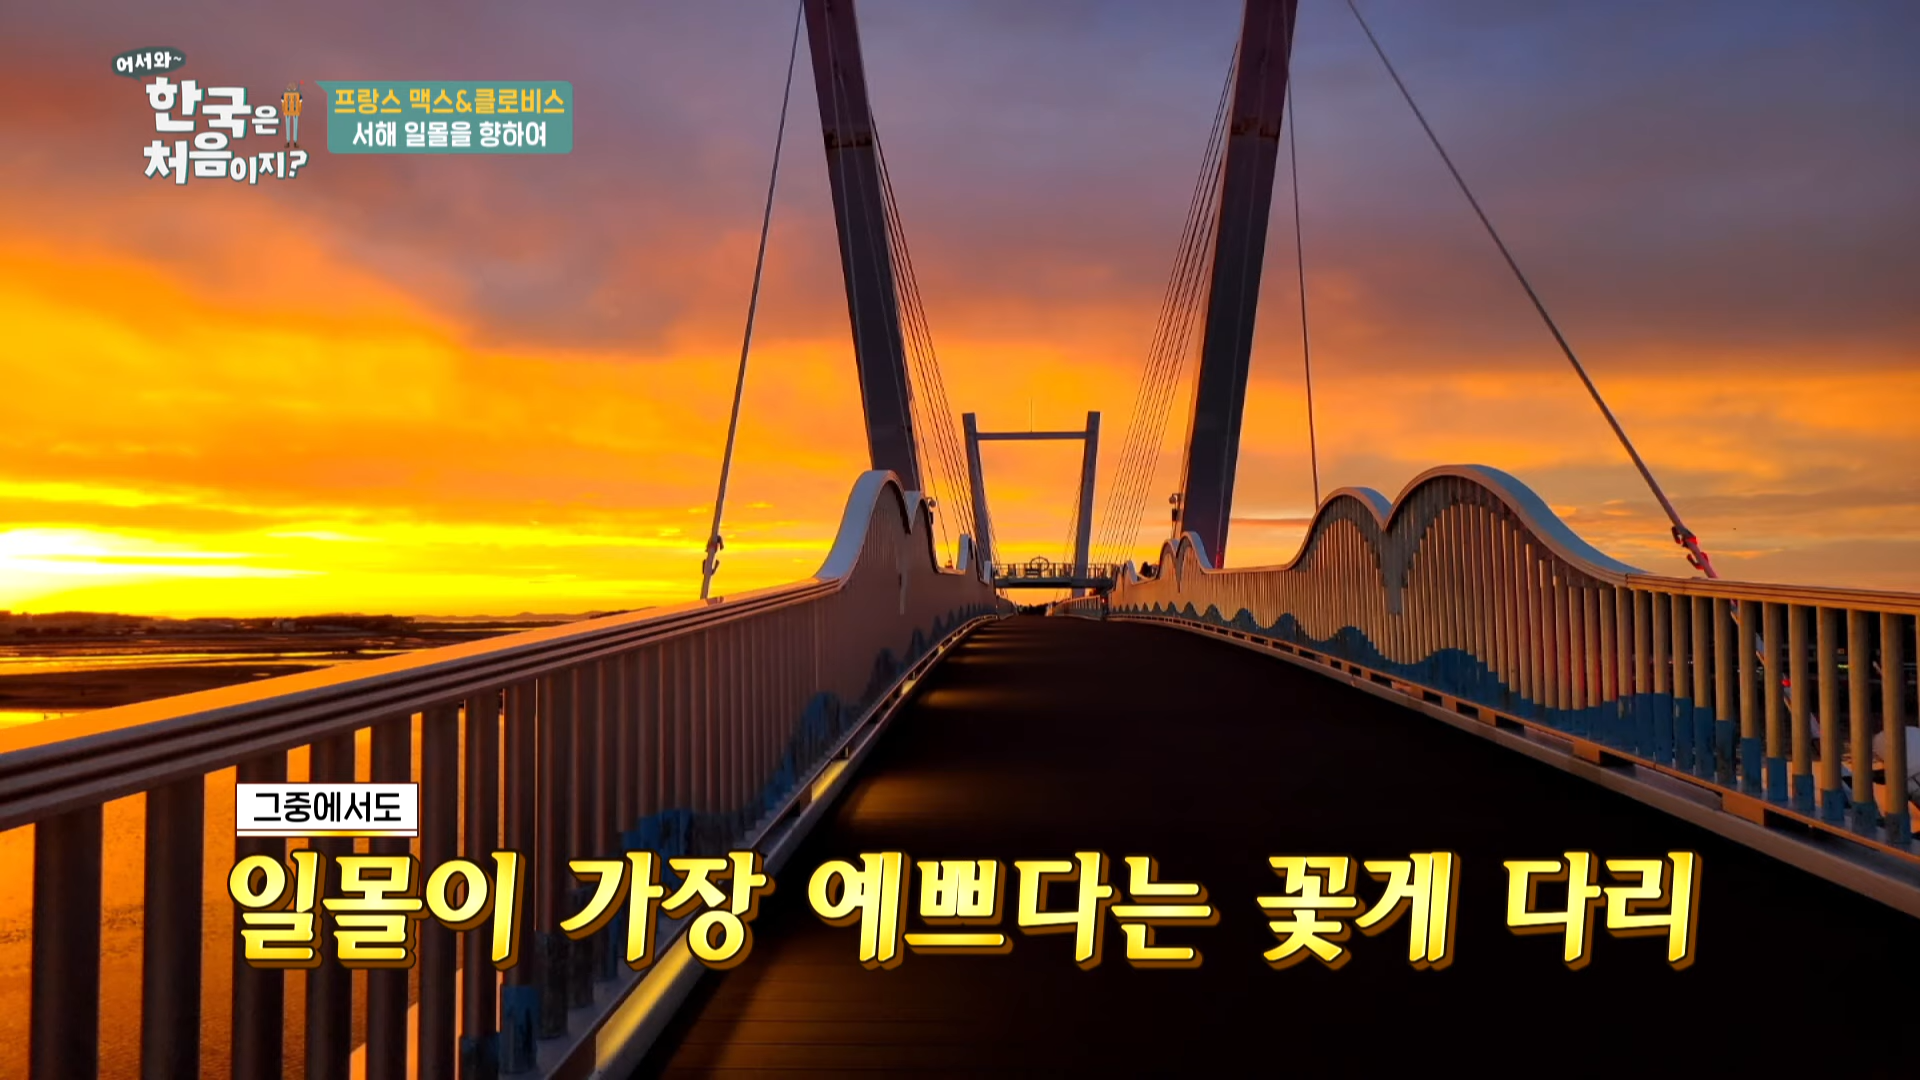 어서와~
한국은
처음이지?
프랑스 맥스&클로비스
서해 일몰을 향하여
그중에서도
일몰이 가장 예쁘다는 꽃게 다리